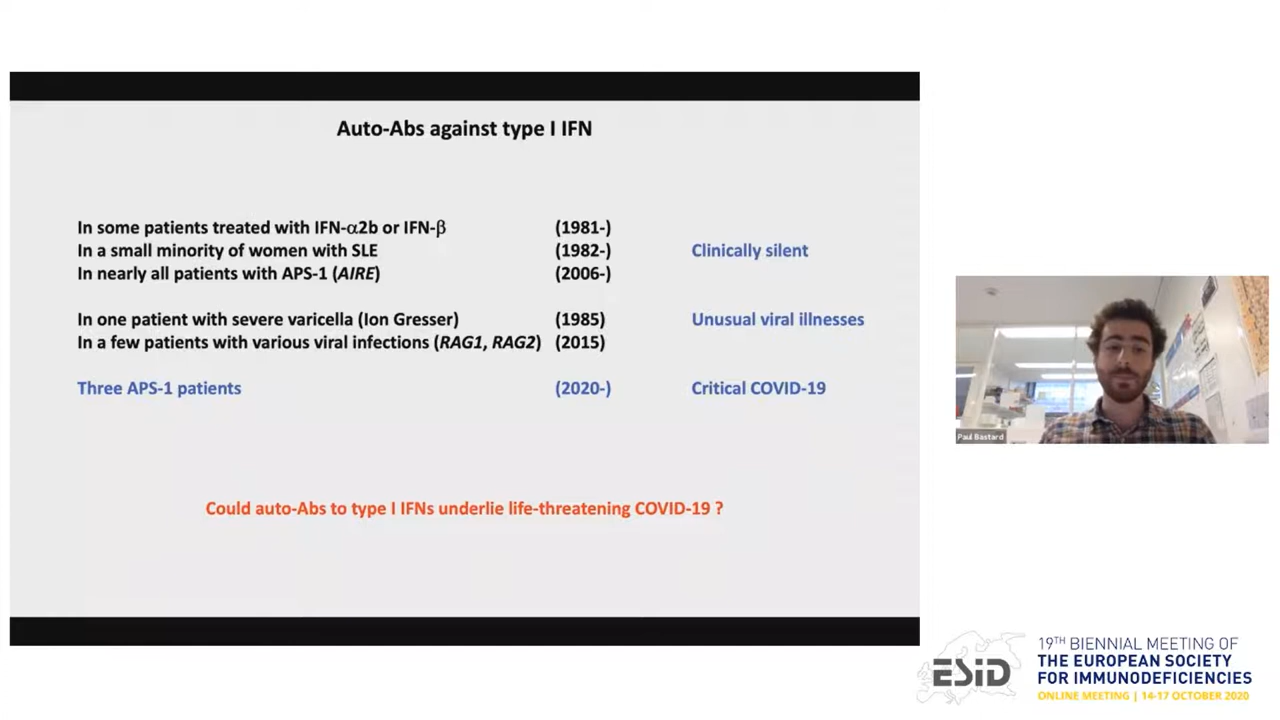 Auto-Abs against type I IFN
In some patients treated with IFN-α2b or IFN-β (1981-)
In a small minority of women with SLE (1982-) Clinically silent
In nearly all patients with APS-1 (AIRE) (2006-)
In one patient with severe varicella (Ion Gresser) (1985) Unusual viral illnesses
In a few patients with various viral infections (RAG1, RAG2) (2015)
Three APS-1 patients (2020-) Critical COVID-19
Could auto-Abs to type I IFNs underlie life-threatening COVID-19 ?
Paul Bastard
ESiD
19TH BIENNIAL MEETING OF
THE EUROPEAN SOCIETY
FOR IMMUNODEFICIENCIES
ONLINE MEETING | 14-17 OCTOBER 2020